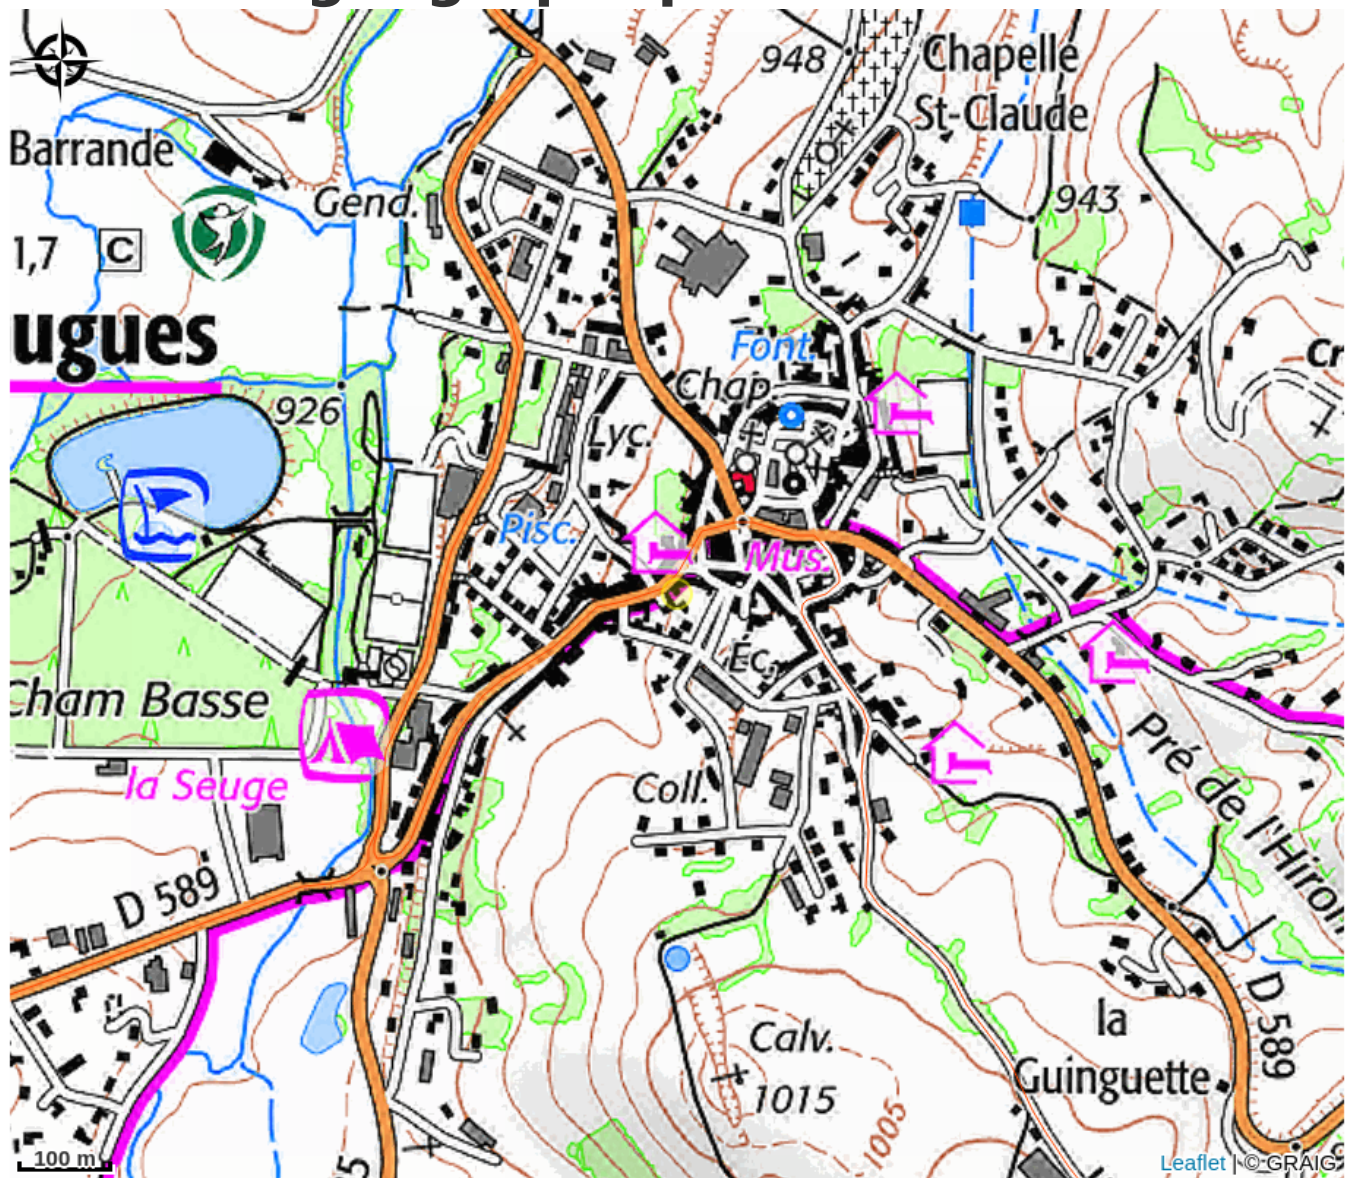 948
Chapelle
St-Claude
Barrande
Gend.
943
1,7
C
ugues
Font.
Cr
Chap
926
Lyc.
Pisc.
Mus.
Éc.
Cham Basse
la Seuge
Pré de l'Hiron
Coll.
D 589
D 589
la
Guinguette
Calv.
1015
1005
100 m
Leaflet | © GRAIG